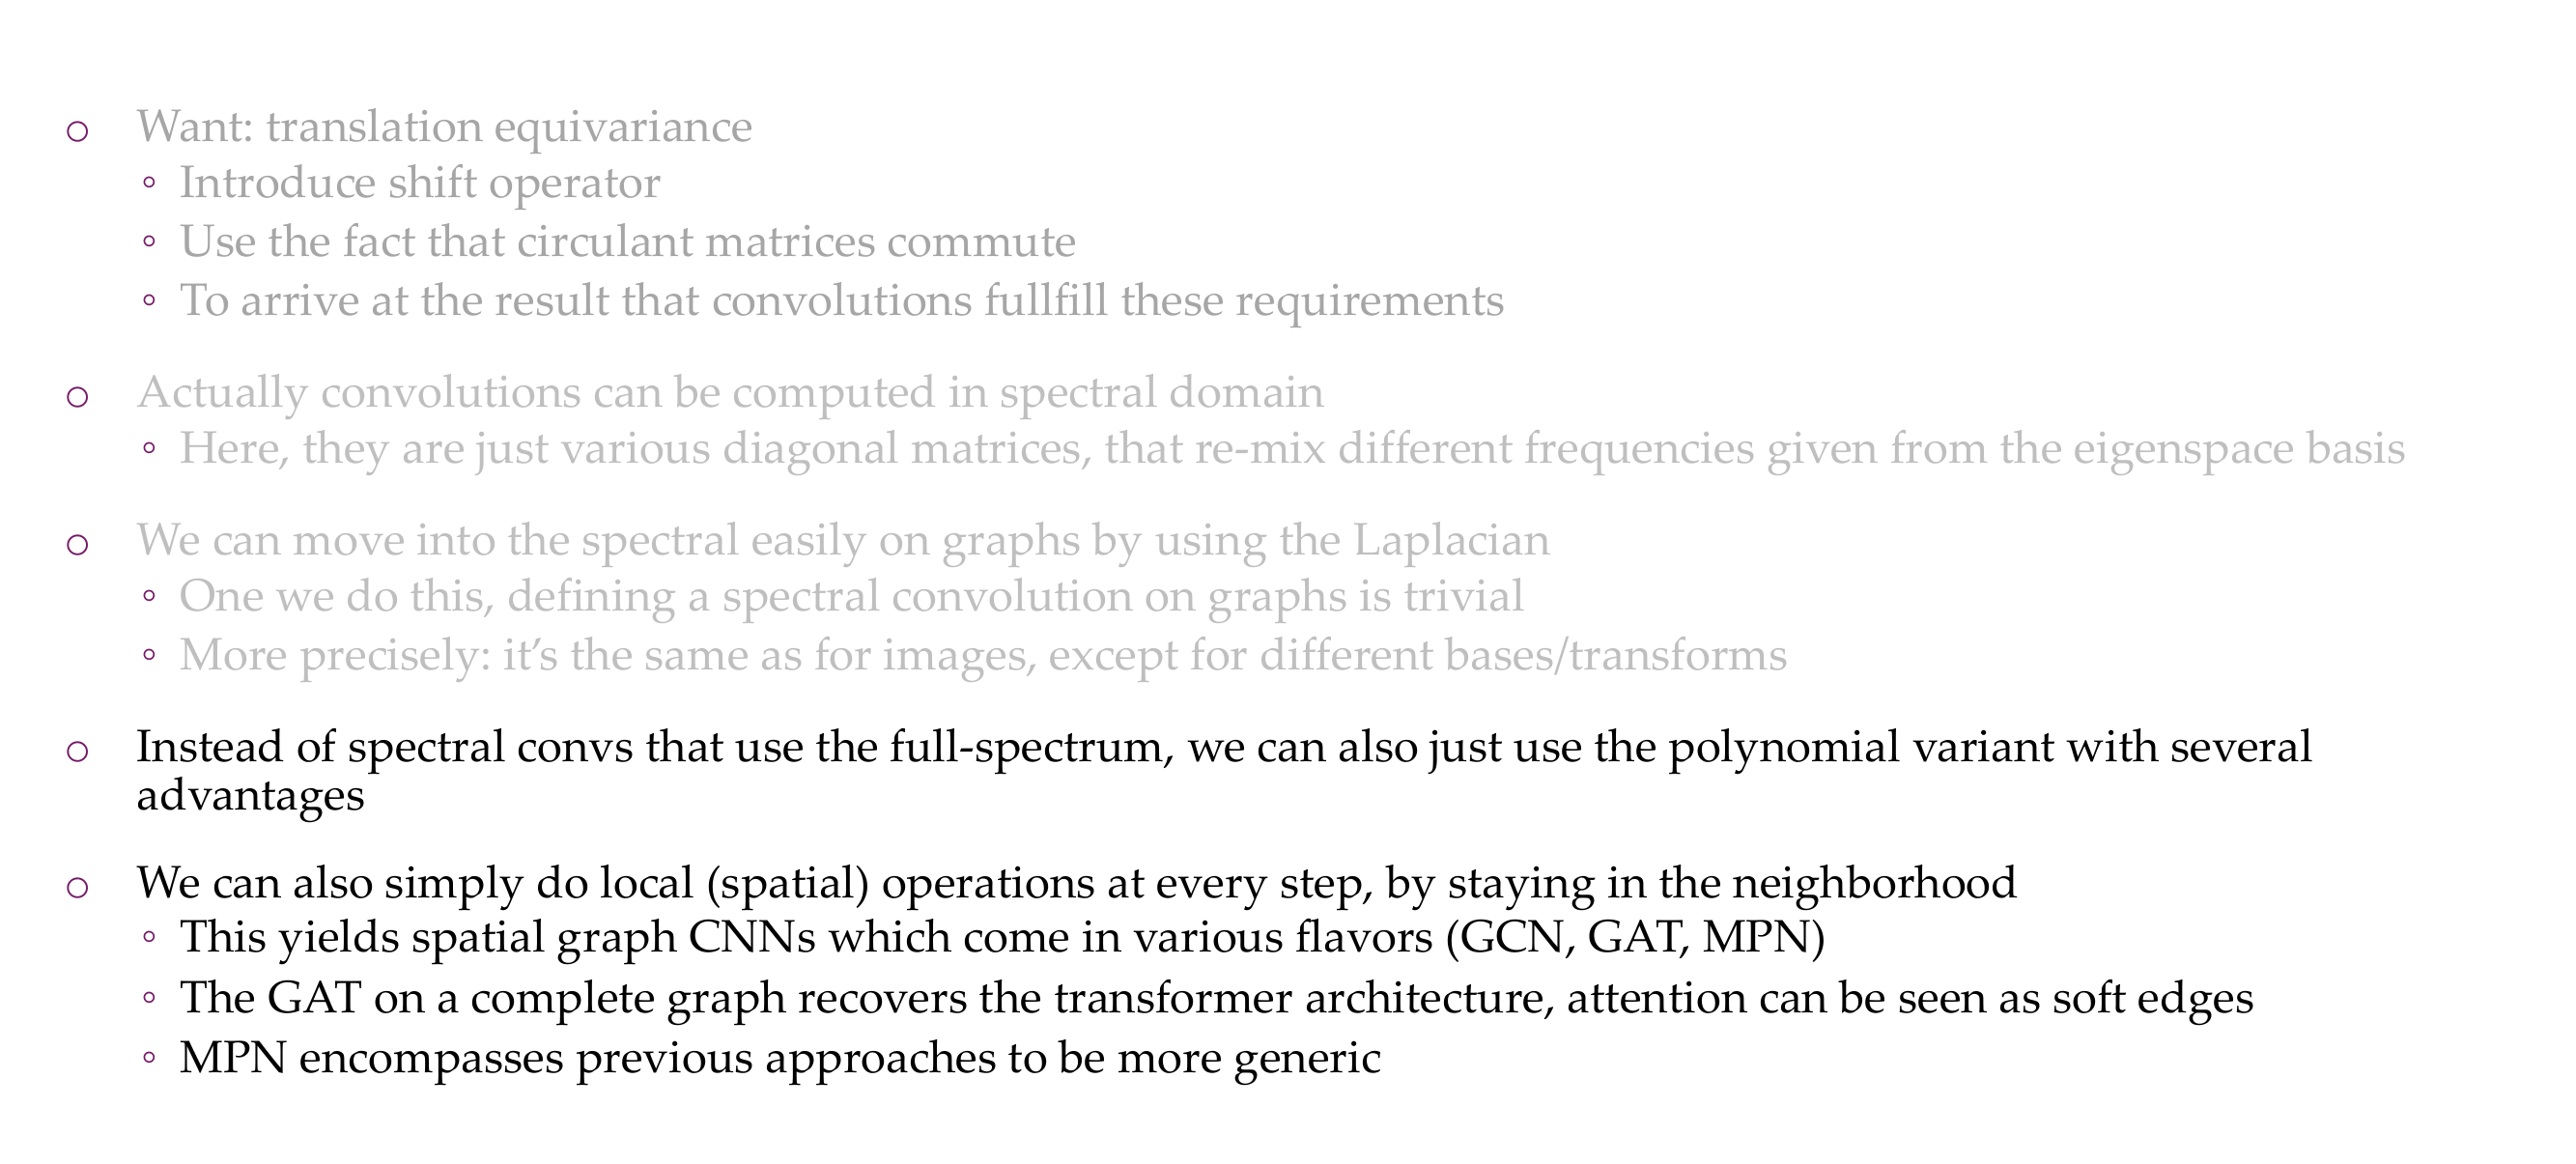 Want: translation equivariance
Introduce shift operator
Use the fact that circulant matrices commute
To arrive at the result that convolutions fullfill these requirements
Actually convolutions can be computed in spectral domain
Here, they are just various diagonal matrices, that re-mix different frequencies given from the eigenspace basis
We can move into the spectral easily on graphs by using the Laplacian
One we do this, defining a spectral convolution on graphs is trivial
More precisely: it’s the same as for images, except for different bases/transforms
Instead of spectral convs that use the full-spectrum, we can also just use the polynomial variant with several
advantages
We can also simply do local (spatial) operations at every step, by staying in the neighborhood
This yields spatial graph CNNs which come in various flavors (GCN, GAT, MPN)
The GAT on a complete graph recovers the transformer architecture, attention can be seen as soft edges
MPN encompasses previous approaches to be more generic